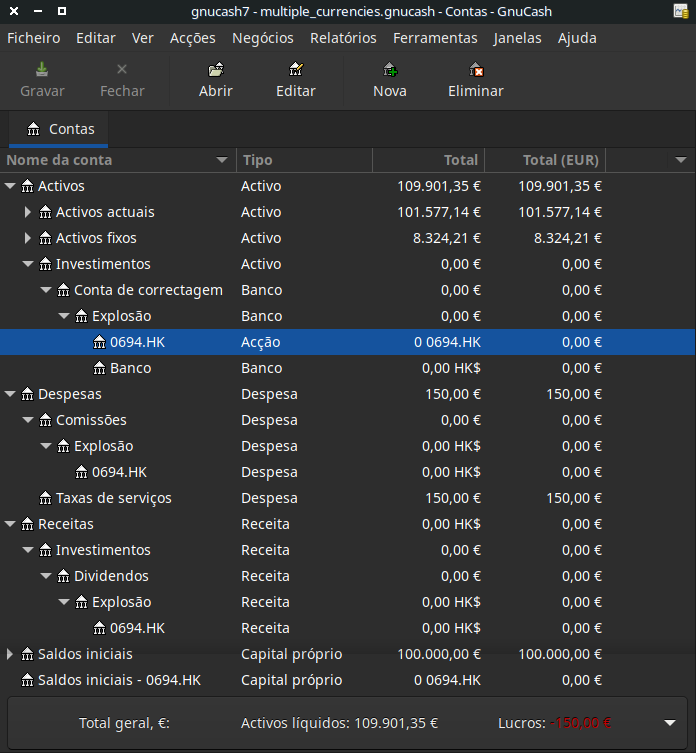 gnucash7 - multiple_currencies.gnucash - Contas - GnuCash
Ficheiro Editar Ver Acções Negócios Relatórios Ferramentas Janelas Ajuda
Gravar Fechar Abrir Editar Nova Eliminar
Contas
Nome da conta Tipo Total Total (EUR)
Activos Activo 109.901,35 € 109.901,35 €
Activos actuais Activo 101.577,14 € 101.577,14 €
Activos fixos Activo 8.324,21 € 8.324,21 €
Investimentos Activo 0,00 € 0,00 €
Conta de correctagem Banco 0,00 € 0,00 €
Explosão Banco 0,00 € 0,00 €
0694.HK Acção 0 0694.HK 0,00 €
Banco Banco 0,00 HK$ 0,00 €
Despesas Despesa 150,00 € 150,00 €
Comissões Despesa 0,00 € 0,00 €
Explosão Despesa 0,00 HK$ 0,00 €
0694.HK Despesa 0,00 HK$ 0,00 €
Taxas de serviços Despesa 150,00 € 150,00 €
Receitas Receita 0,00 HK$ 0,00 €
Investimentos Receita 0,00 € 0,00 €
Dividendos Receita 0,00 € 0,00 €
Explosão Receita 0,00 HK$ 0,00 €
0694.HK Receita 0,00 HK$ 0,00 €
Saldos iniciais Capital próprio 100.000,00 € 100.000,00 €
Saldos iniciais - 0694.HK Capital próprio 0 0694.HK 0,00 €
Total geral, €: Activos líquidos: 109.901,35 € Lucros: -150,00 €